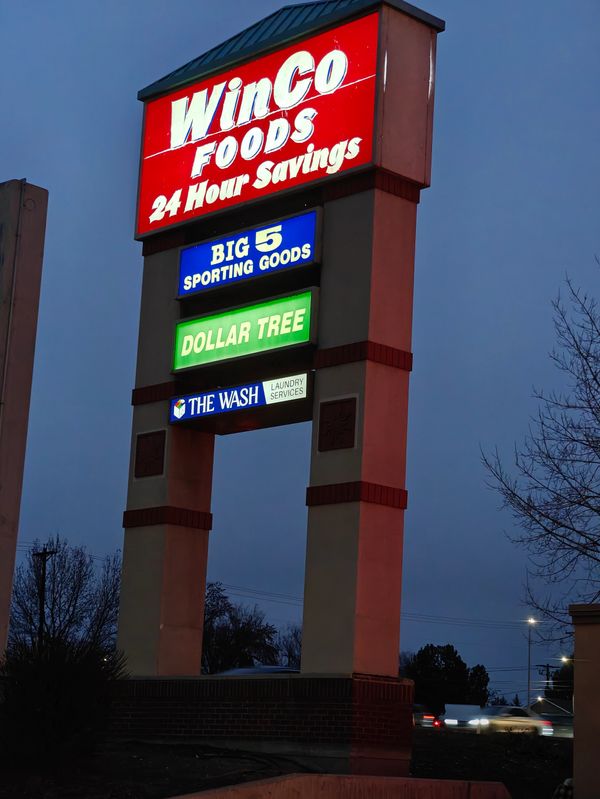 WinCo
FOODS
24 Hour Savings
BIG 5
SPORTING GOODS
DOLLAR TREE
THE WASH
LAUNDRY
SERVICES